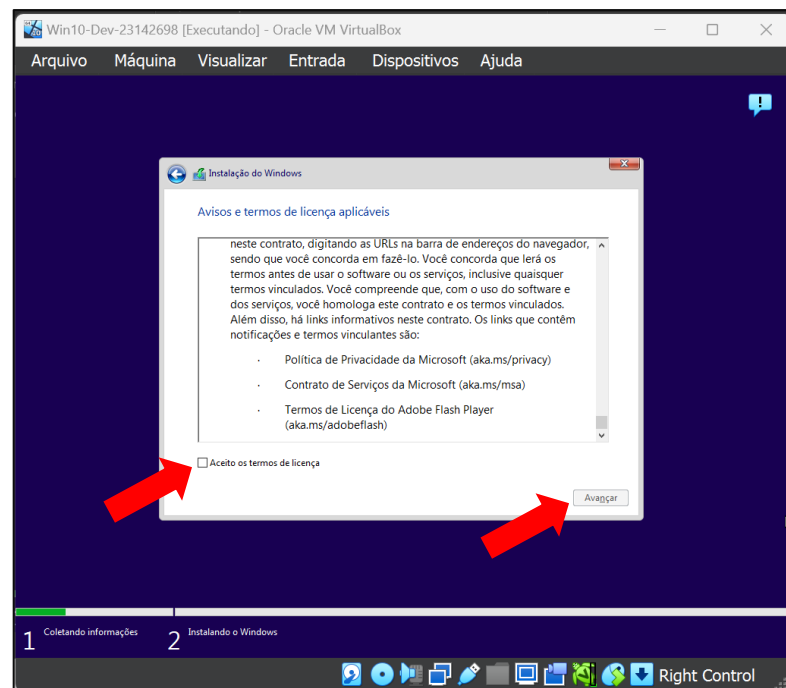 Win10-Dev-23142698 [Executando] - Oracle VM VirtualBox
Arquivo Máquina Visualizar Entrada Dispositivos Ajuda
Instalação do Windows
Avisos e termos de licença aplicáveis
neste contrato, digitando as URLs na barra de endereços do navegador,
sendo que você concorda em fazê-lo. Você concorda que lerá os
termos antes de usar o software ou os serviços, inclusive quaisquer
termos vinculados. Você compreende que, com o uso do software e
dos serviços, você homologa este contrato e os termos vinculados.
Além disso, há links informativos neste contrato. Os links que contêm
notificações e termos vinculantes são:
· Política de Privacidade da Microsoft (aka.ms/privacy)
· Contrato de Serviços da Microsoft (aka.ms/msa)
· Termos de Licença do Adobe Flash Player
(aka.ms/adobeflash)
Aceito os termos de licença
Avançar
1 Coletando informações 2 Instalando o Windows
Right Control